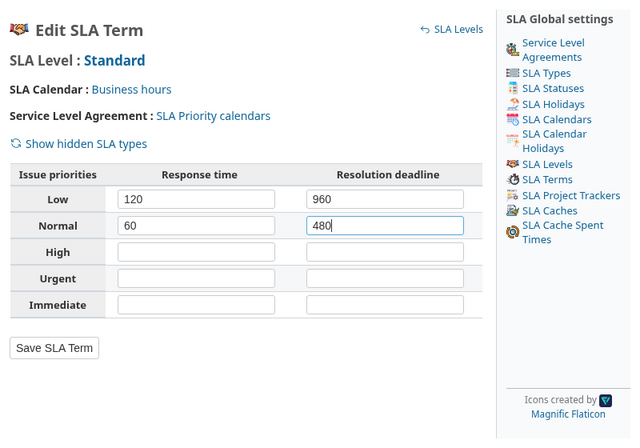 Edit SLA Term
SLA Levels
SLA Level : Standard
SLA Calendar : Business hours
Service Level Agreement : SLA Priority calendars
Show hidden SLA types
Issue priorities Response time Resolution deadline
Low 120 960
Normal 60 480
High
Urgent
Immediate
Save SLA Term
SLA Global settings
Service Level
Agreements
SLA Types
SLA Statuses
SLA Holidays
SLA Calendars
SLA Calendar
Holidays
SLA Levels
SLA Terms
SLA Project Trackers
SLA Caches
SLA Cache Spent
Times
Icons created by
Magnific Flaticon